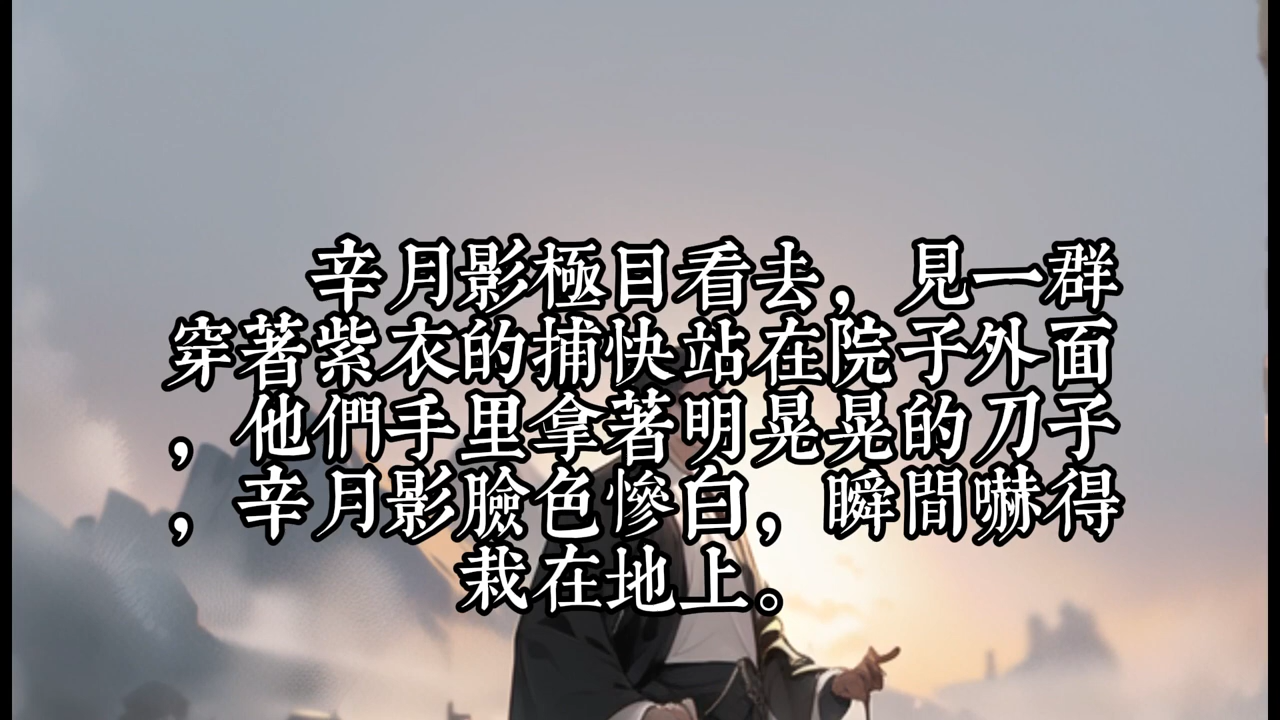 辛月影極目看去，見一群
穿著紫衣的捕快站在院子外面
，他們手里拿著明晃晃的刀子
，辛月影臉色慘白，瞬間嚇得
栽在地上。